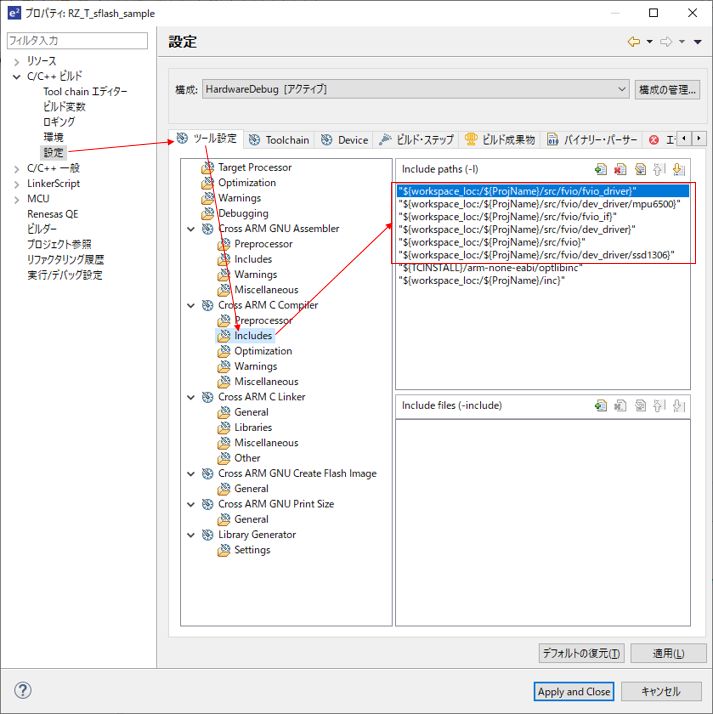 e² プロパティ: RZ_T_sflash_sample
フィルタ入力
設定
リソース
C/C++ ビルド
Tool chain エディター
ビルド変数
ロギング
環境
設定
C/C++ 一般
LinkerScript
MCU
Renesas QE
ビルダー
プロジェクト参照
リファクタリング履歴
実行/デバッグ設定
構成: HardwareDebug [アクティブ]
構成の管理...
ツール設定 Toolchain Device ビルド・ステップ ビルド成果物 バイナリー・パーサー エ
Target Processor
Optimization
Warnings
Debugging
Cross ARM GNU Assembler
Preprocessor
Includes
Warnings
Miscellaneous
Cross ARM C Compiler
Preprocessor
Includes
Optimization
Warnings
Miscellaneous
Cross ARM C Linker
General
Libraries
Miscellaneous
Other
Cross ARM GNU Create Flash Image
General
Cross ARM GNU Print Size
General
Library Generator
Settings
Include paths (-I)
"${workspace_loc:/${ProjName}/src/fvio/fvio_driver}"
"${workspace_loc:/${ProjName}/src/fvio/dev_driver/mpu6500}"
"${workspace_loc:/${ProjName}/src/fvio/fvio_if}"
"${workspace_loc:/${ProjName}/src/fvio/dev_driver}"
"${workspace_loc:/${ProjName}/src/fvio}"
"${workspace_loc:/${ProjName}/src/fvio/dev_driver/ssd1306}"
"${TCINSTALL}/arm-none-eabi/optlibinc"
"${workspace_loc:/${ProjName}/inc}"
Include files (-include)
デフォルトの復元(T)
適用(L)
?
Apply and Close
キャンセル